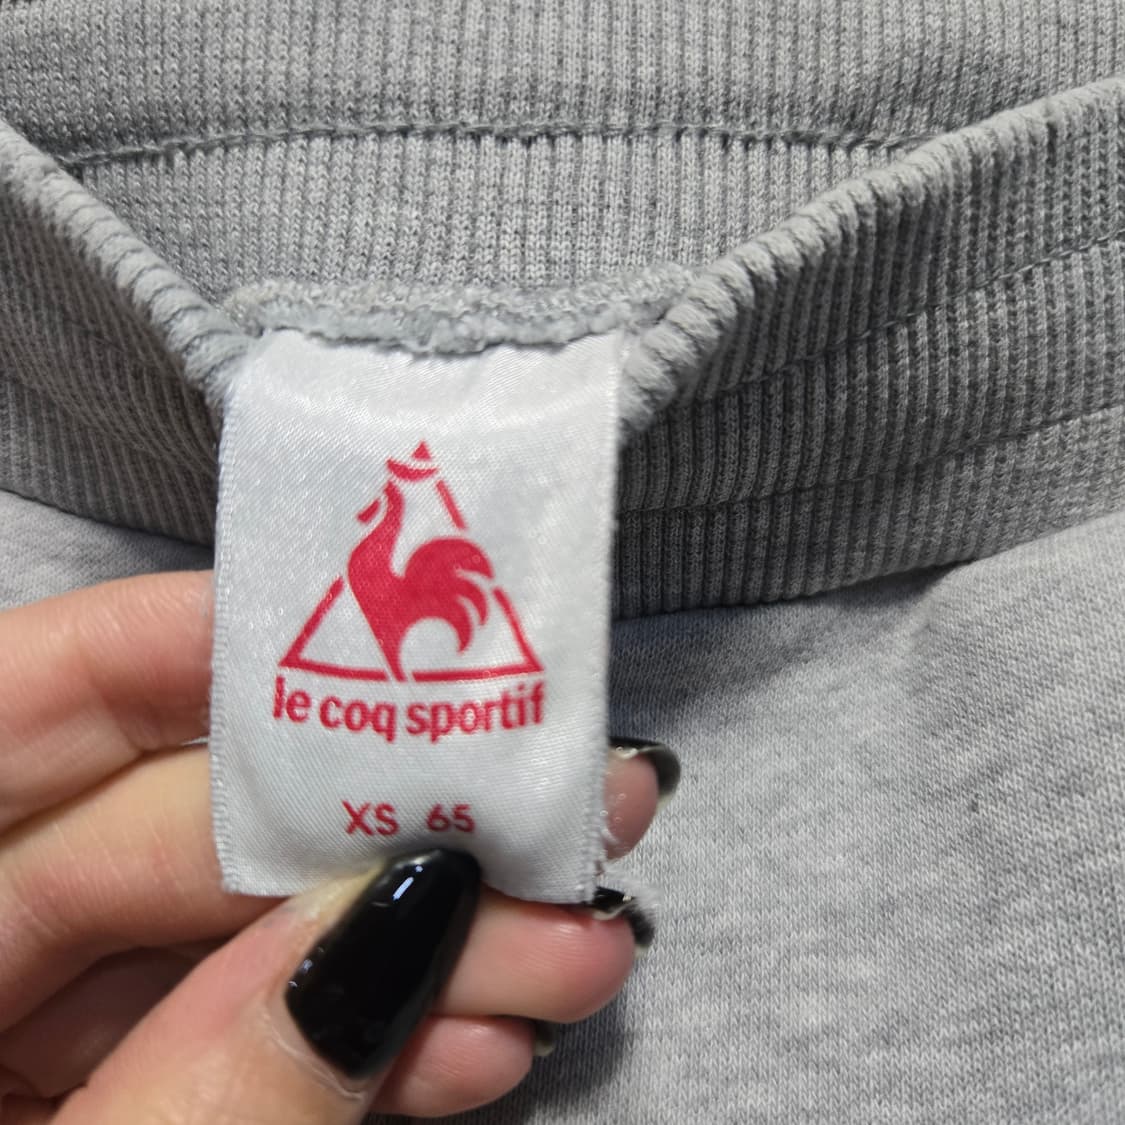 le coq sportif
XS 65